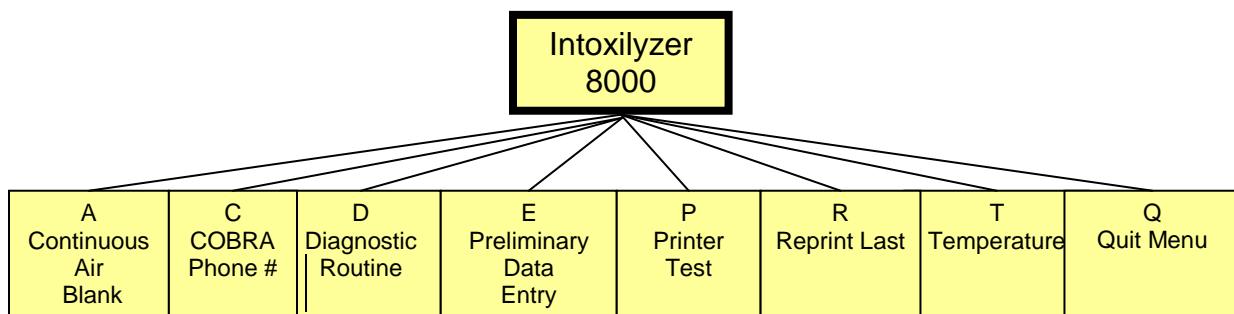 Intoxilyzer
8000
A
Continuous
Air
Blank
C
COBRA
Phone #
D
Diagnostic
Routine
E
Preliminary
Data
Entry
P
Printer
Test
R
Reprint Last
T
Temperature
Q
Quit Menu